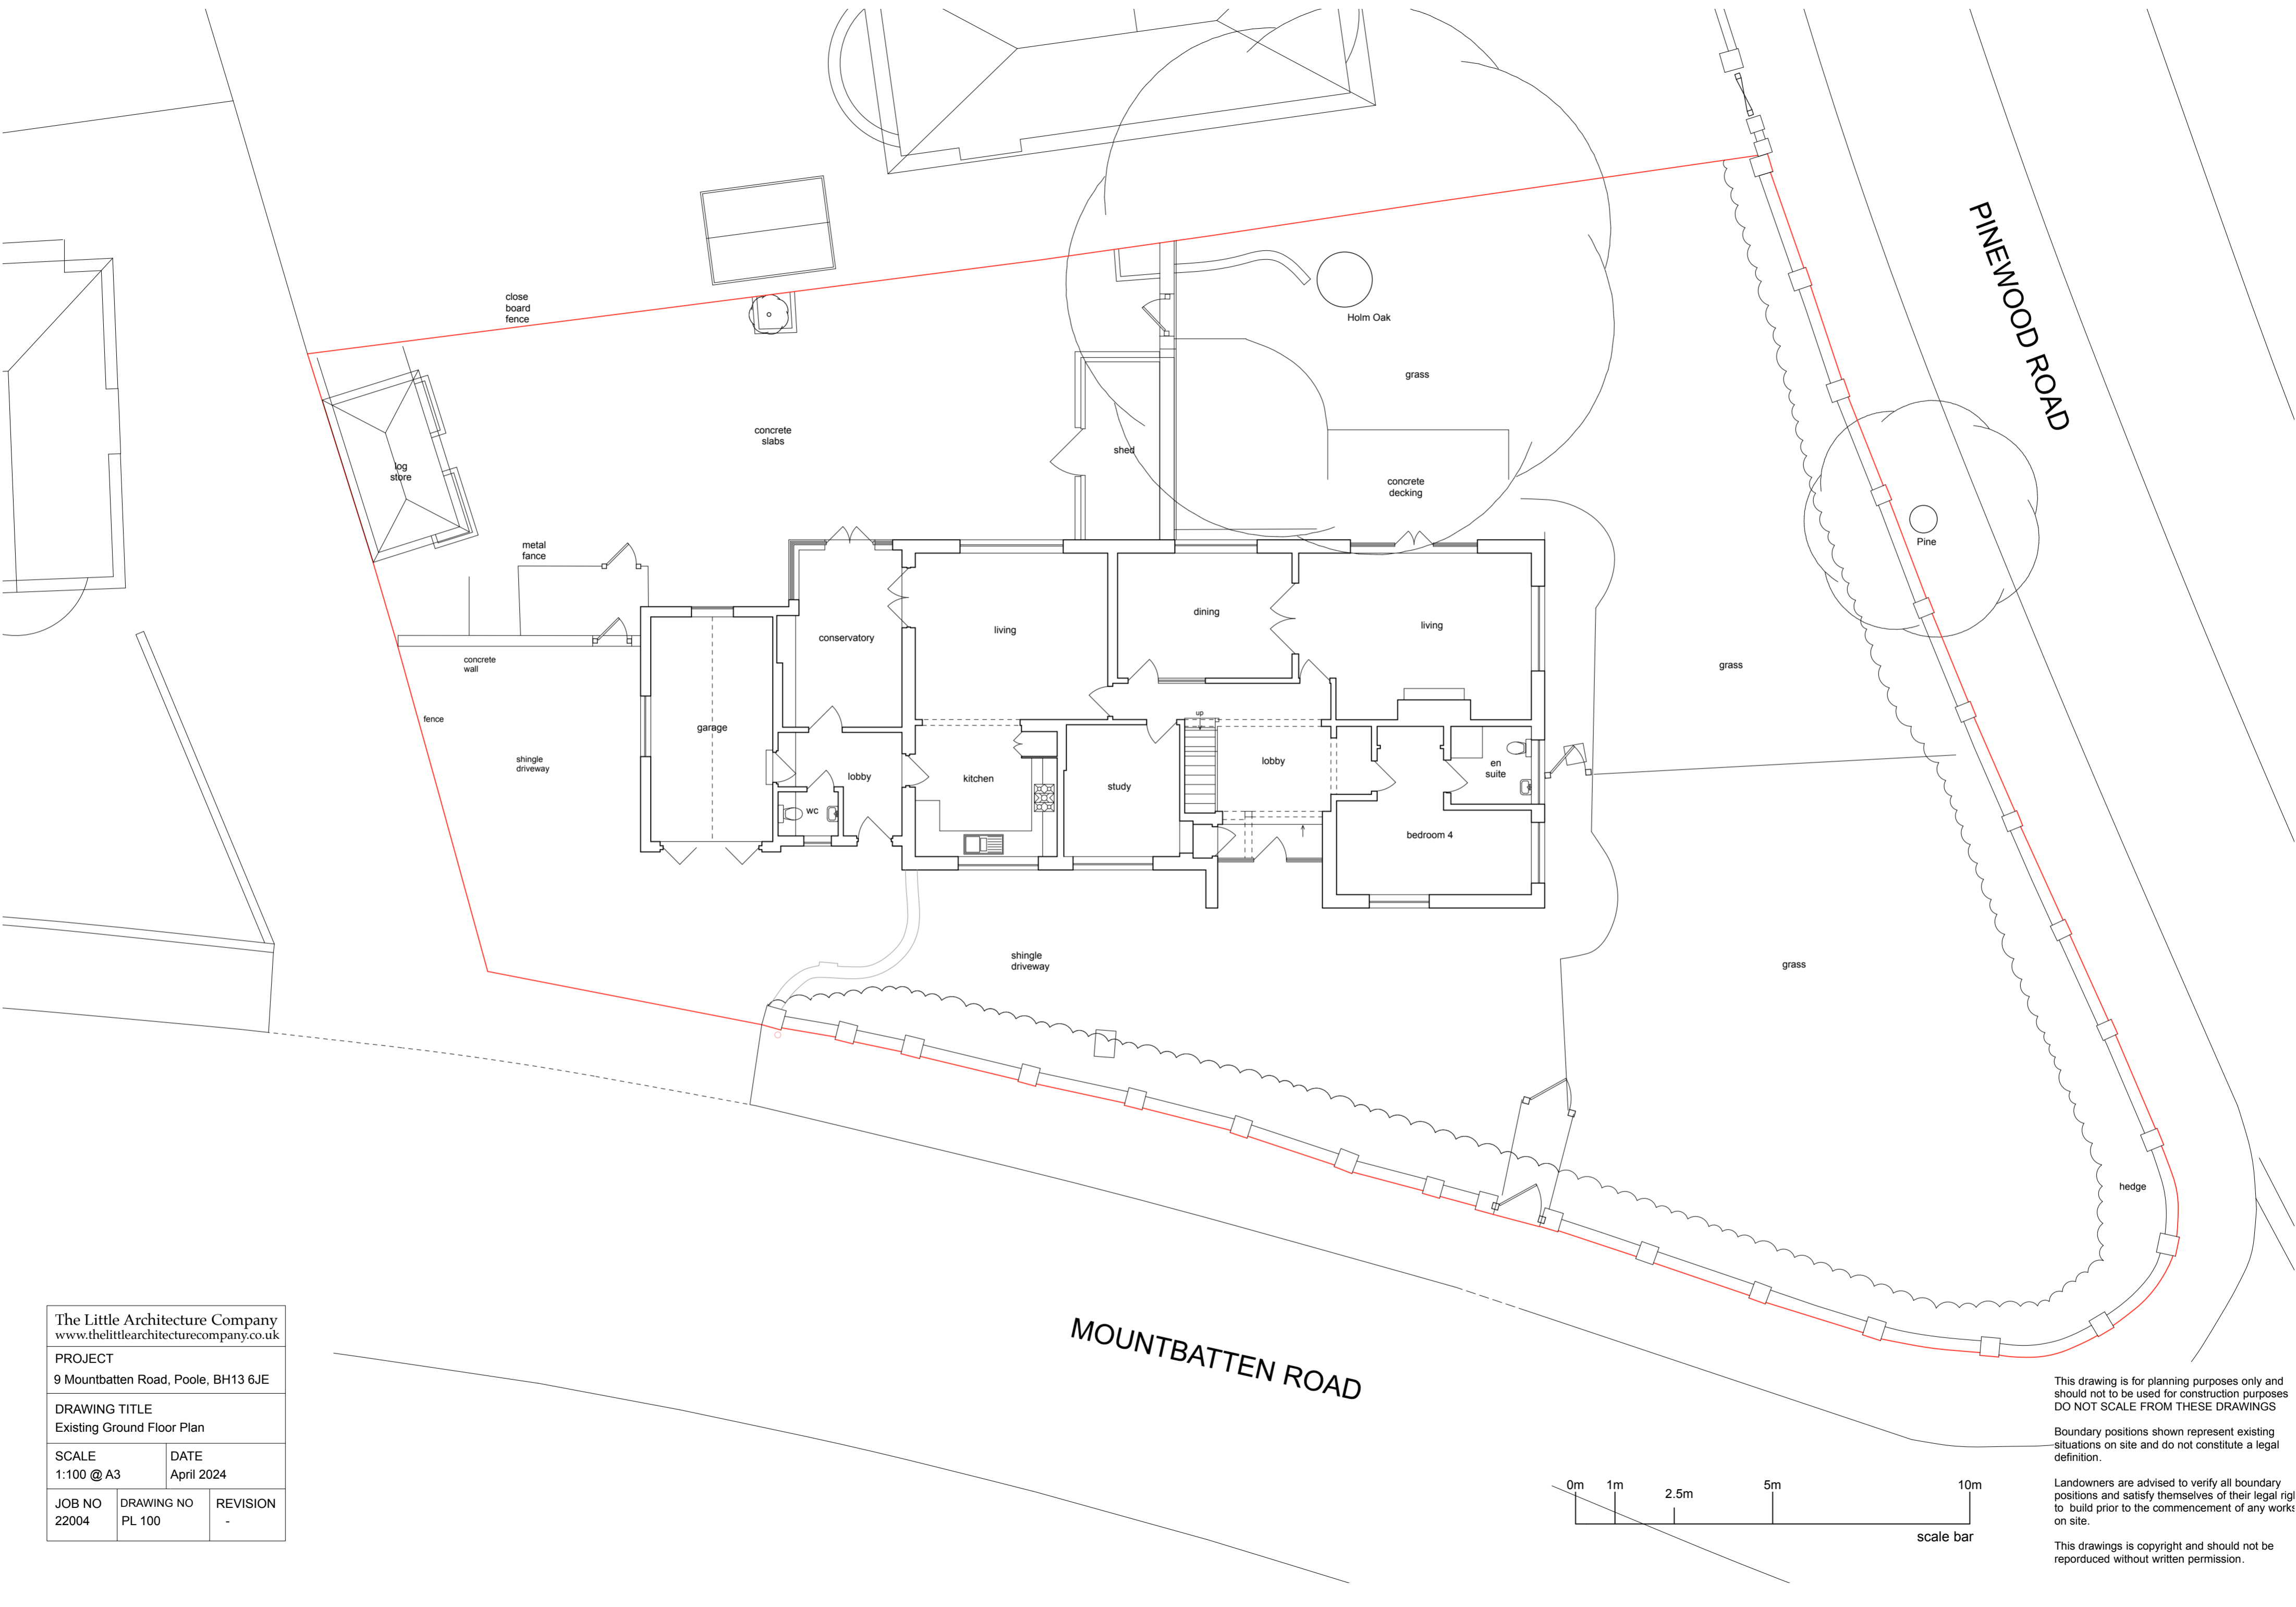 PINEWOOD ROAD
close
board
fence
Holm Oak
grass
concrete
slabs
log
store
shed
concrete
decking
Pine
metal
fance
conservatory
living
dining
living
grass
concrete
wall
fence
garage
up
shingle
driveway
lobby
wc
kitchen
study
lobby
en
suite
bedroom 4
shingle
driveway
grass
hedge
MOUNTBATTEN ROAD
The Little Architecture Company
www.thelittlearchitecturecompany.co.uk
PROJECT
9 Mountbatten Road, Poole, BH13 6JE
DRAWING TITLE
Existing Ground Floor Plan
SCALE DATE
1:100 @ A3 April 2024
JOB NO DRAWING NO REVISION
22004 PL 100 -
0m 1m 2.5m 5m 10m
scale bar
This drawing is for planning purposes only and
should not to be used for construction purposes
DO NOT SCALE FROM THESE DRAWINGS
Boundary positions shown represent existing
situations on site and do not constitute a legal
definition.
Landowners are advised to verify all boundary
positions and satisfy themselves of their legal
to build prior to the commencement of any works
on site.
This drawings is copyright and should not be
reporduced without written permission.